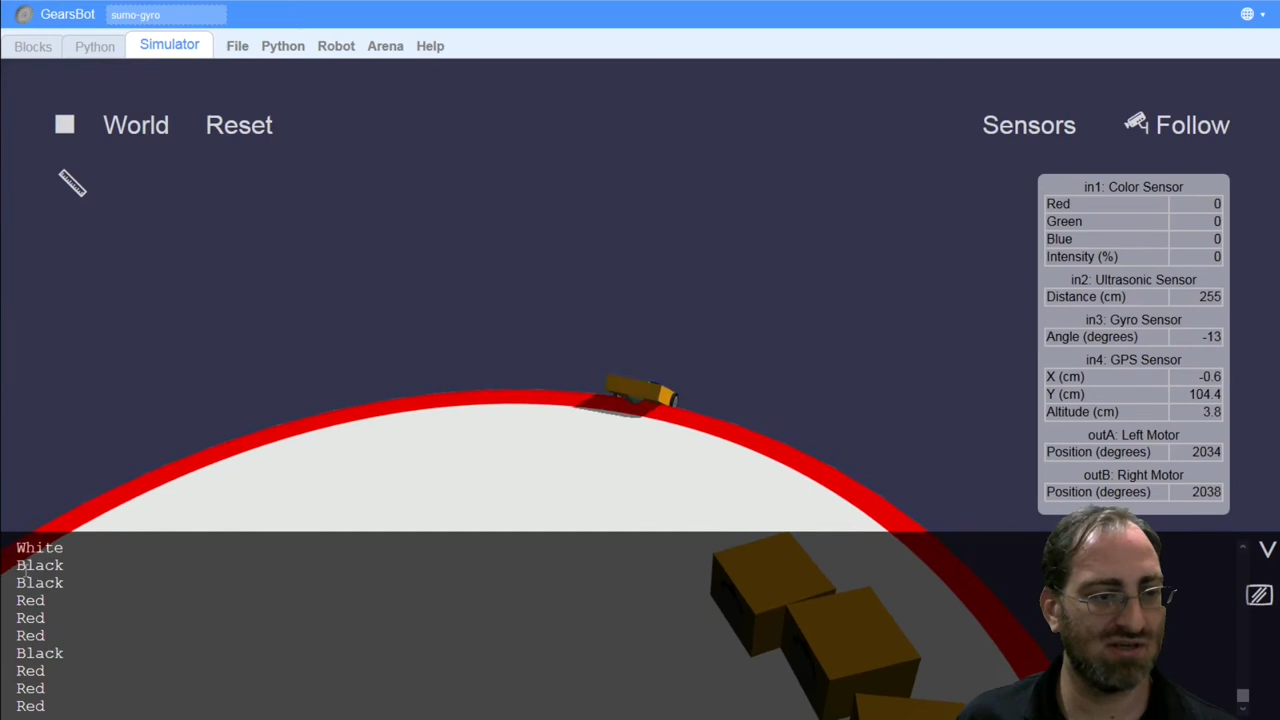 GearsBot
sumo-gyro
Blocks
Python
Simulator
File
Python
Robot
Arena
Help
World
Reset
Sensors
Follow
in1: Color Sensor
Red 0
Green 0
Blue 0
Intensity (%) 0
in2: Ultrasonic Sensor
Distance (cm) 255
in3: Gyro Sensor
Angle (degrees) -13
in4: GPS Sensor
X (cm) -0.6
Y (cm) 104.4
Altitude (cm) 3.8
outA: Left Motor
Position (degrees) 2034
outB: Right Motor
Position (degrees) 2038
White
Black
Black
Red
Red
Red
Black
Red
Red
Red